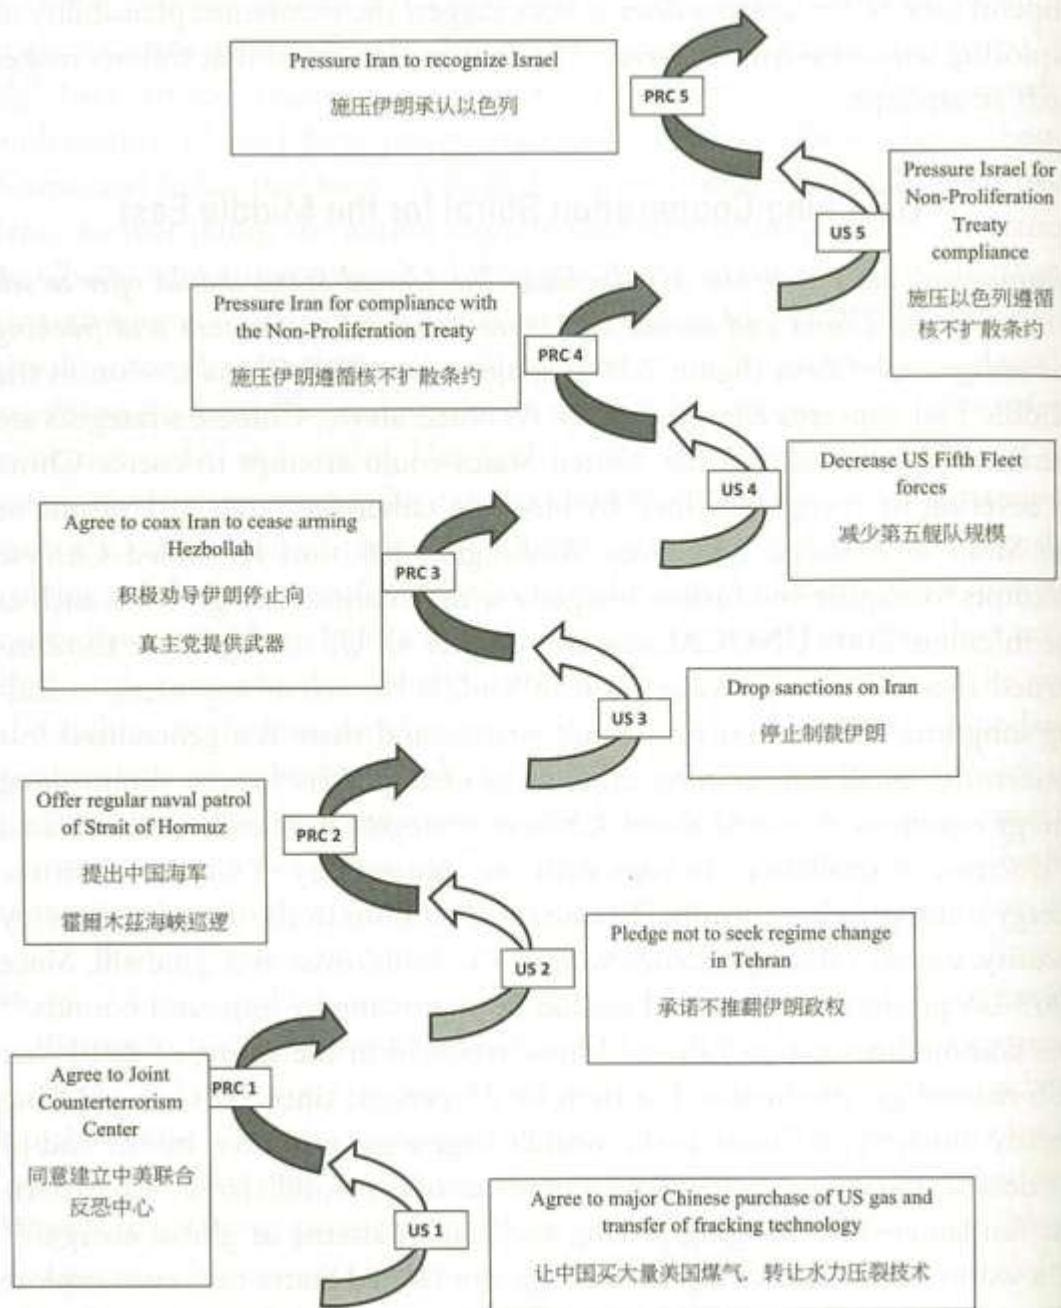 Pressure Iran to recognize Israel
施压伊朗承认以色列
PRC 5
Pressure Israel for
Non-Proliferation
Treaty
compliance
施压以色列遵循
核不扩散条约
US 5
Pressure Iran for compliance with
the Non-Proliferation Treaty
施压伊朗遵循核不扩散条约
PRC 4
Decrease US Fifth Fleet
forces
减少第五舰队规模
US 4
Agree to coax Iran to cease arming
Hezbollah
积极劝导伊朗停止向
真主党提供武器
PRC 3
Drop sanctions on Iran
停止制裁伊朗
US 3
Offer regular naval patrol
of Strait of Hormuz
提出中国海军
霍爾木茲海峡巡逻
PRC 2
Pledge not to seek regime change
in Tehran
承诺不推翻伊朗政权
US 2
Agree to Joint
Counterterrorism
Center
同意建立中美联合
反恐中心
PRC 1
Agree to major Chinese purchase of US gas and
transfer of fracking technology
让中国买大量美国煤气、转让水力压裂技术
US 1